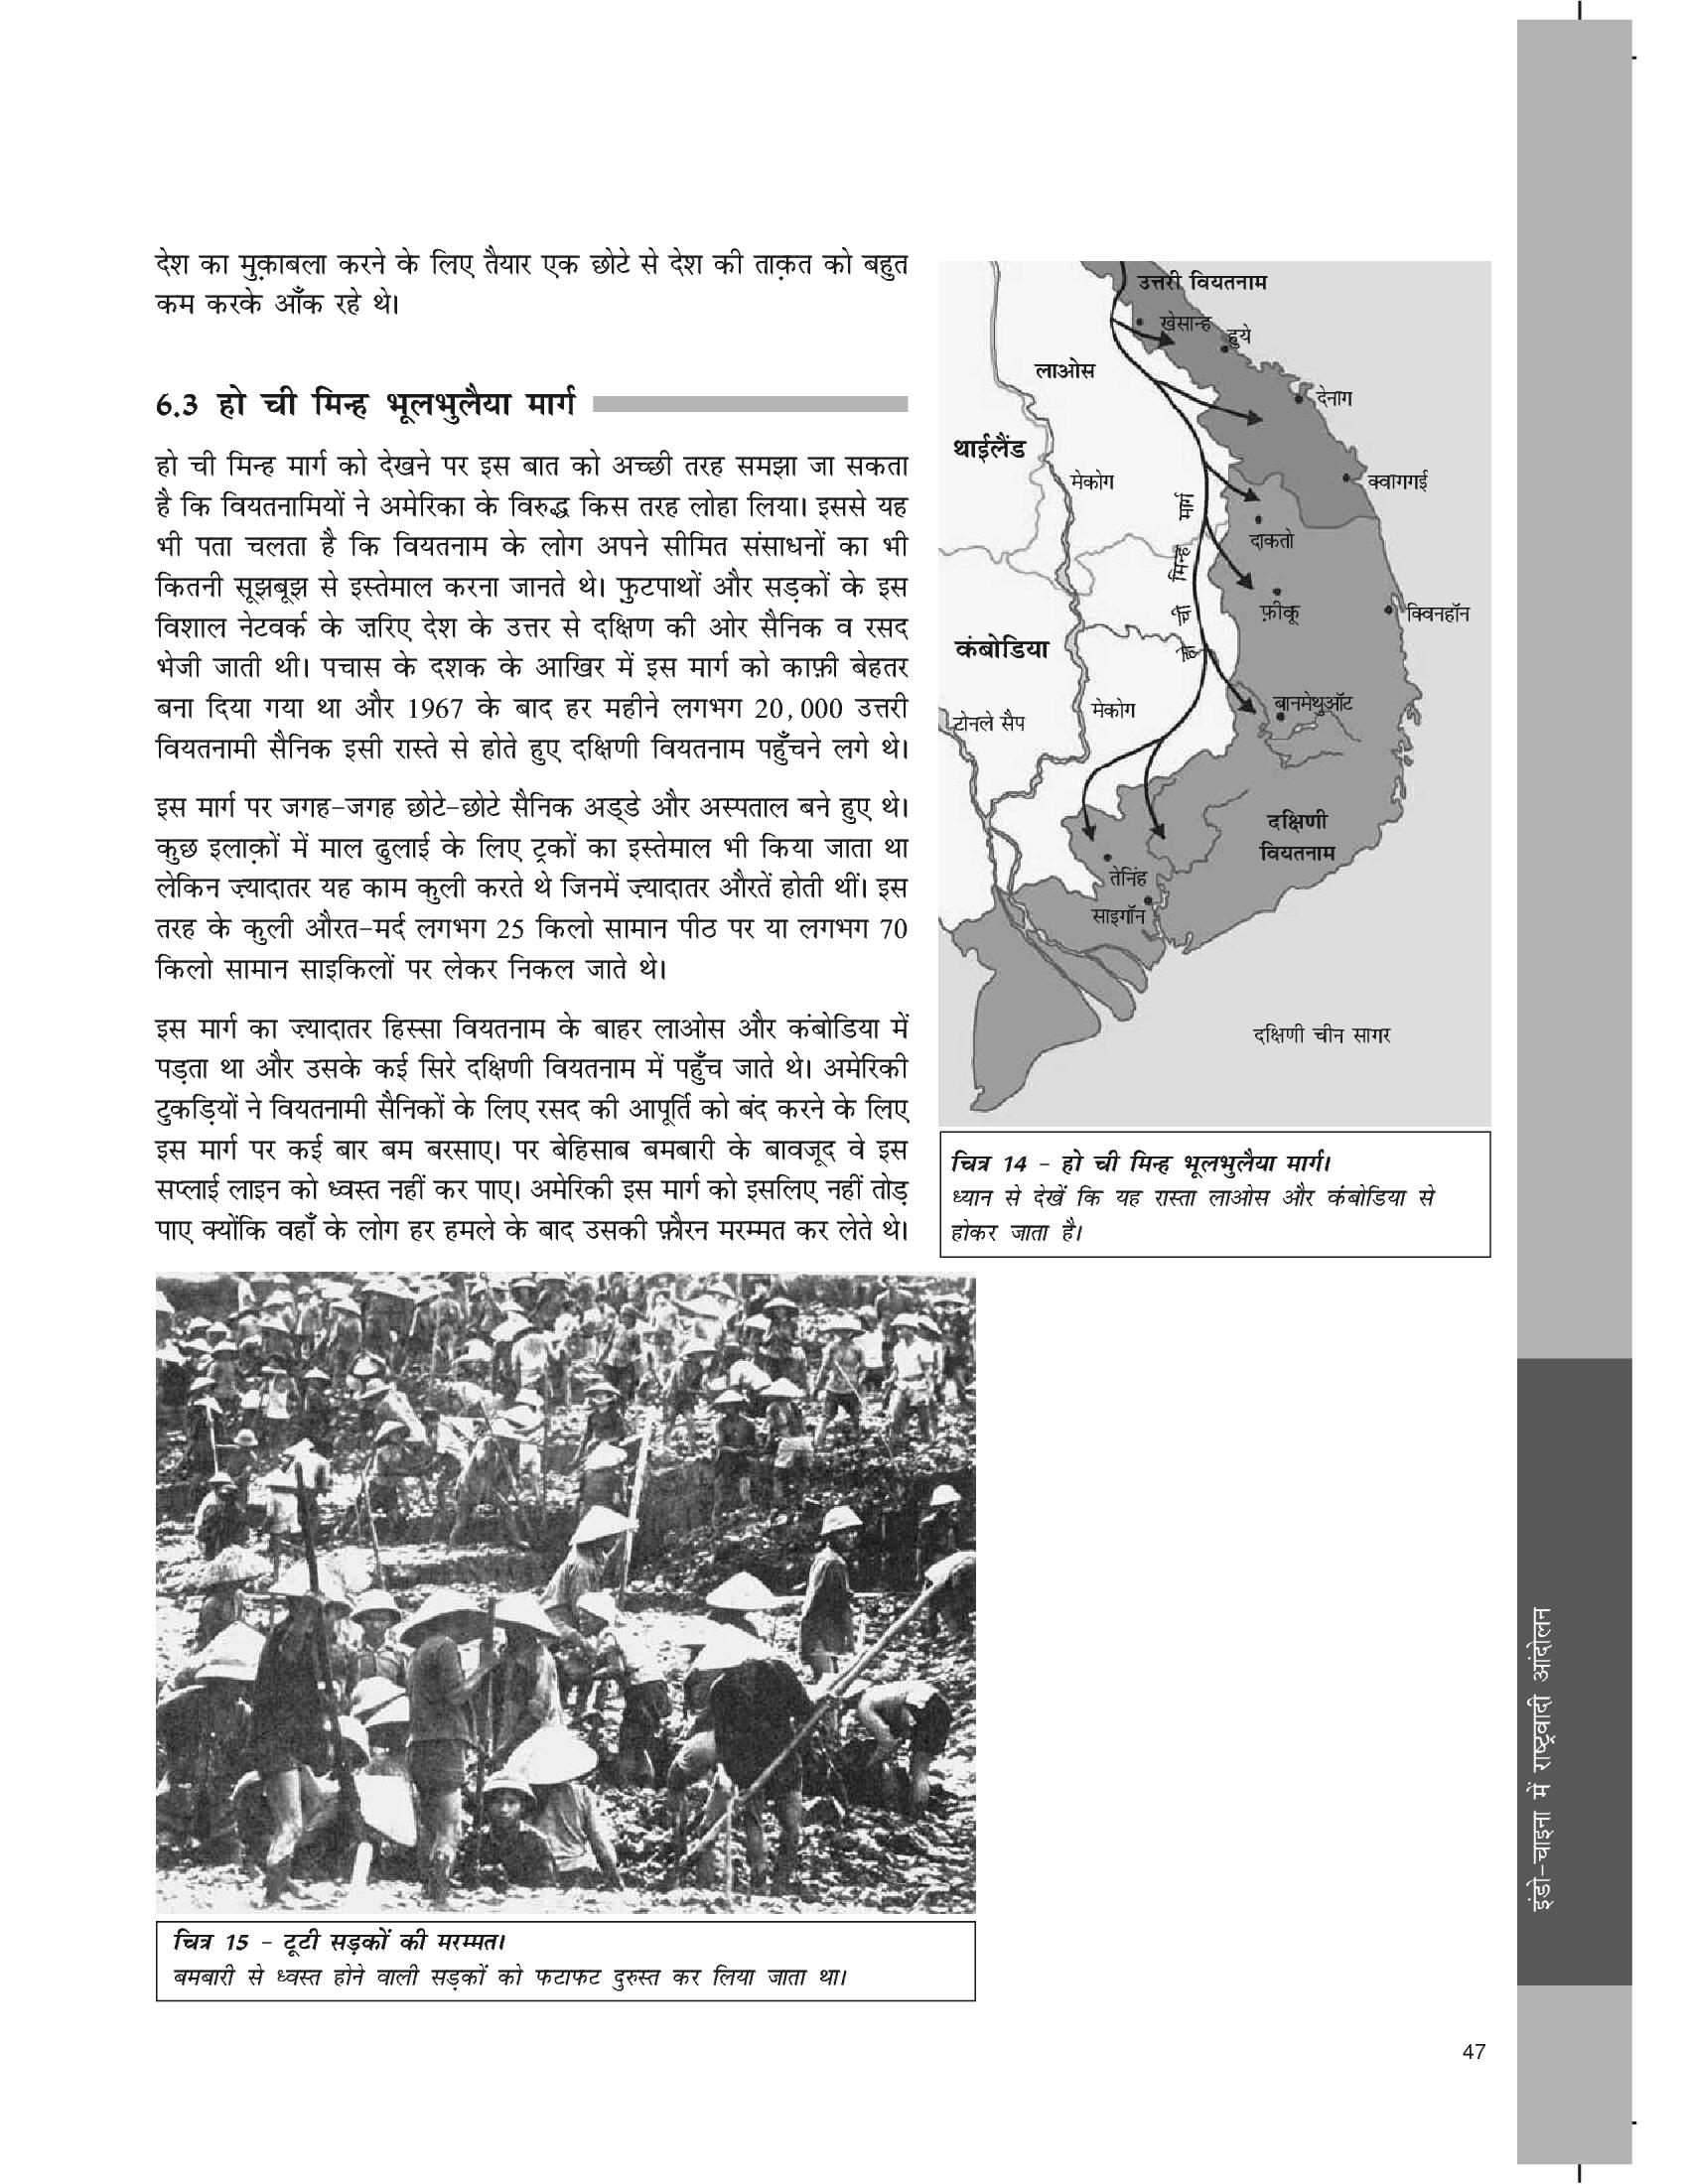 देश का मुक़ाबला करने के लिए तैयार एक छोटे से देश की ताक़त को बहुत
कम करके आँक रहे थे।
6.3 हो ची मिन्ह भूलभुलैया मार्ग
हो ची मिन्ह मार्ग को देखने पर इस बात को अच्छी तरह समझा जा सकता
है कि वियतनामियों ने अमेरिका के विरुद्ध किस तरह लोहा लिया। इससे यह
भी पता चलता है कि वियतनाम के लोग अपने सीमित संसाधनों का भी
कितनी सूझबूझ से इस्तेमाल करना जानते थे। फुटपाथों और सड़कों के इस
विशाल नेटवर्क के ज़रिए देश के उत्तर से दक्षिण की ओर सैनिक व रसद
भेजी जाती थी। पचास के दशक के आखिर में इस मार्ग को काफ़ी बेहतर
बना दिया गया था और 1967 के बाद हर महीने लगभग 20,000 उत्तरी
वियतनामी सैनिक इसी रास्ते से होते हुए दक्षिणी वियतनाम पहुँचने लगे थे।
इस मार्ग पर जगह-जगह छोटे-छोटे सैनिक अड्डे और अस्पताल बने हुए थे।
कुछ इलाक़ों में माल ढुलाई के लिए ट्रकों का इस्तेमाल भी किया जाता था
लेकिन ज़्यादातर यह काम कुली करते थे जिनमें ज़्यादातर औरतें होती थीं। इस
तरह के कुली औरत-मर्द लगभग 25 किलो सामान पीठ पर या लगभग 70
किलो सामान साइकिलों पर लेकर निकल जाते थे।
इस मार्ग का ज़्यादातर हिस्सा वियतनाम के बाहर लाओस और कंबोडिया में
पड़ता था और उसके कई सिरे दक्षिणी वियतनाम में पहुँच जाते थे। अमेरिकी
टुकड़ियों ने वियतनामी सैनिकों के लिए रसद की आपूर्ति को बंद करने के लिए
इस मार्ग पर कई बार बम बरसाए। पर बेहिसाब बमबारी के बावजूद वे इस
सप्लाई लाइन को ध्वस्त नहीं कर पाए। अमेरिकी इस मार्ग को इसलिए नहीं तोड़
पाए क्योंकि वहाँ के लोग हर हमले के बाद उसकी फ़ौरन मरम्मत कर लेते थे।
उत्तरी वियतनाम
खेसान्ह
हुये
लाओस
देनाग
थाईलैंड
मेकोग
क्वागगई
दाकतो
फ़ीकू
क्विनहॉन
हो ची मिन्ह मार्ग
कंबोडिया
बानमेथुऑट
मेकोग
टोनले सैप
दक्षिणी
वियतनाम
तेनिंह
साइगॉन
दक्षिणी चीन सागर
चित्र 14 - हो ची मिन्ह भूलभुलैया मार्ग।
ध्यान से देखें कि यह रास्ता लाओस और कंबोडिया से
होकर जाता है।
चित्र 15 - टूटी सड़कों की मरम्मत।
बमबारी से ध्वस्त होने वाली सड़कों को फटाफट दुरुस्त कर लिया जाता था।
इंडो-चाइना में राष्ट्रवादी आंदोलन
47